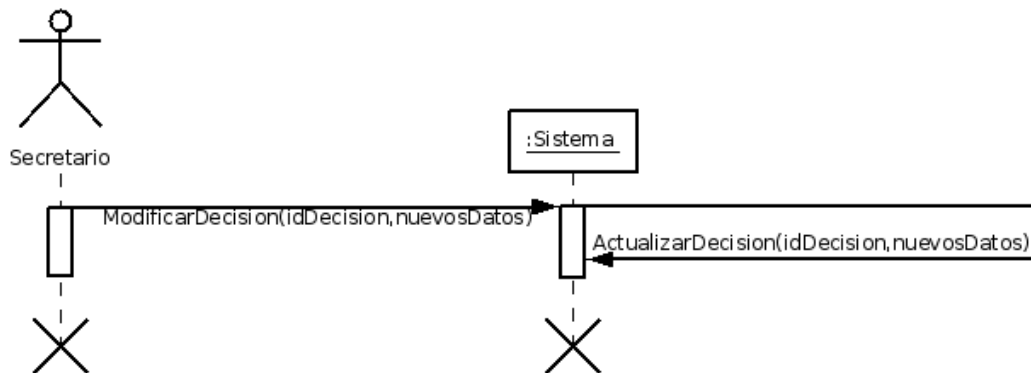 Secretario
:Sistema
ModificarDecision(idDecision,nuevosDatos)
ActualizarDecision(idDecision,nuevosDatos)